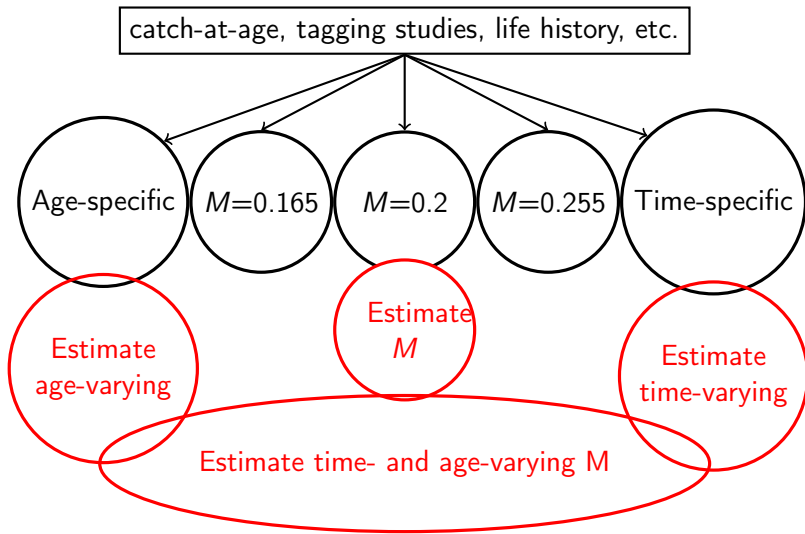 catch-at-age, tagging studies, life history, etc.
Age-specific
M=0.165
M=0.2
M=0.255
Time-specific
Estimate
age-varying
Estimate
M
Estimate
time-varying
Estimate time- and age-varying M